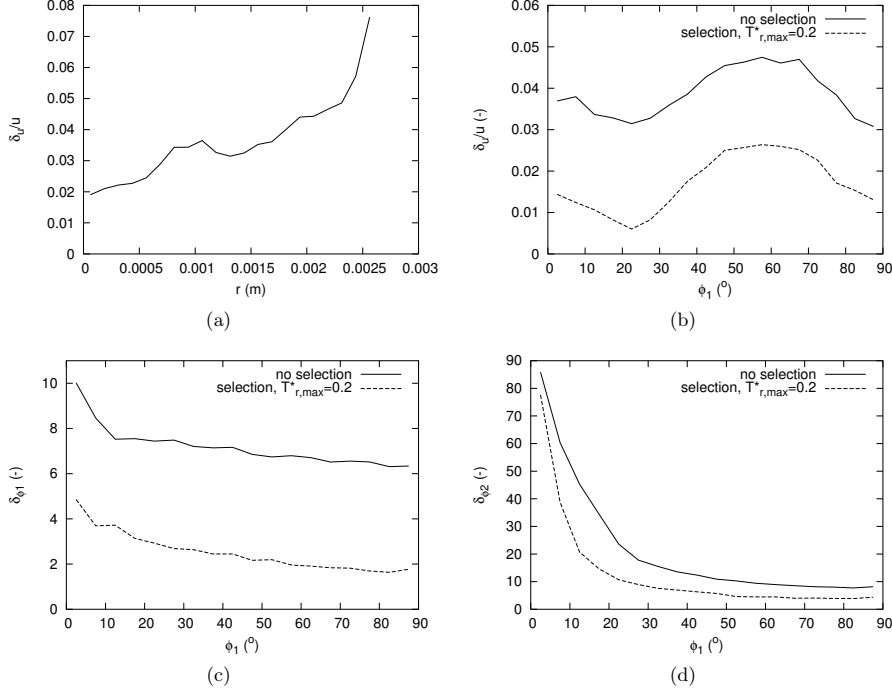 0.08
0.07
0.06
0.05
0.04
0.03
0.02
0.01
0
δu/u
0.0005 0.001 0.0015 0.002 0.0025 0.003
r (m)
(a)
0.06
0.05
0.04
0.03
0.02
0.01
0
δu/u (-)
no selection
selection, T*r,max=0.2
0 10 20 30 40 50 60 70 80 90
ϕ1 (o)
(b)
10
8
6
4
2
0
δϕ1 (-)
no selection
selection, T*r,max=0.2
0 10 20 30 40 50 60 70 80 90
ϕ1 (o)
(c)
90
80
70
60
50
40
30
20
10
0
δϕ2 (-)
no selection
selection, T*r,max=0.2
0 10 20 30 40 50 60 70 80 90
ϕ1 (o)
(d)